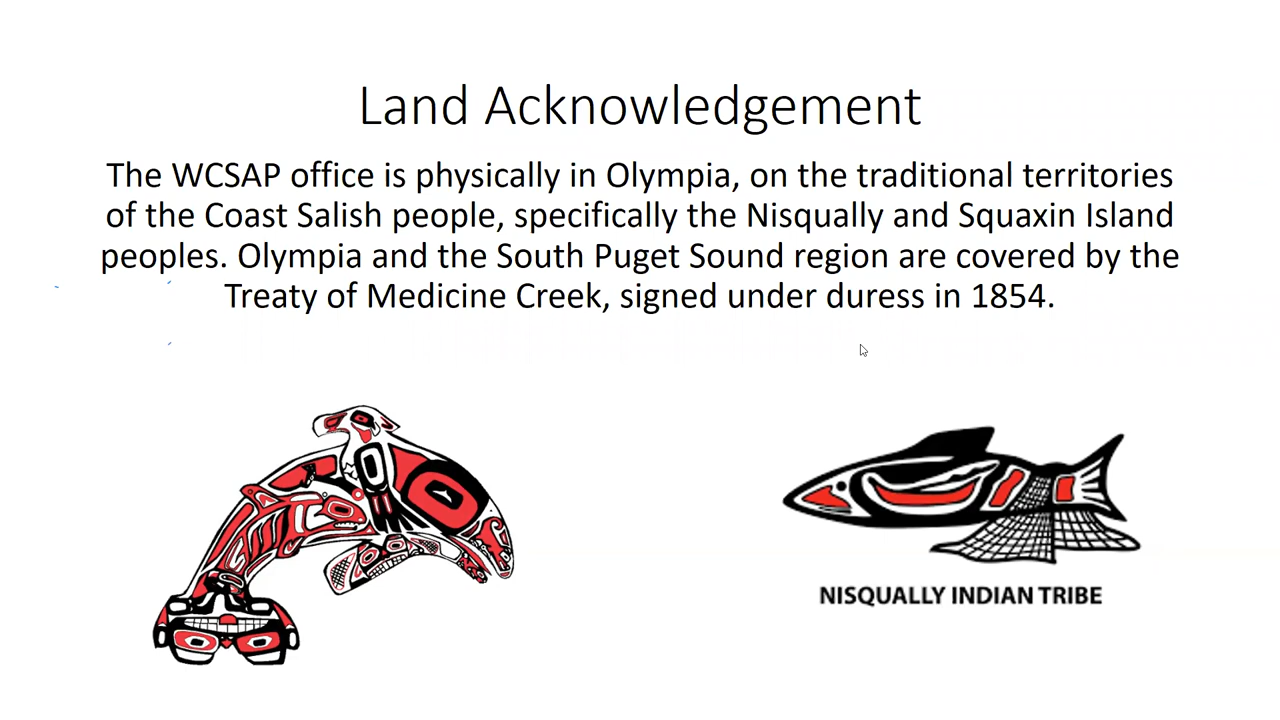 Land Acknowledgement
The WCSAP office is physically in Olympia, on the traditional territories
of the Coast Salish people, specifically the Nisqually and Squaxin Island
peoples. Olympia and the South Puget Sound region are covered by the
Treaty of Medicine Creek, signed under duress in 1854.
NISQUALLY INDIAN TRIBE